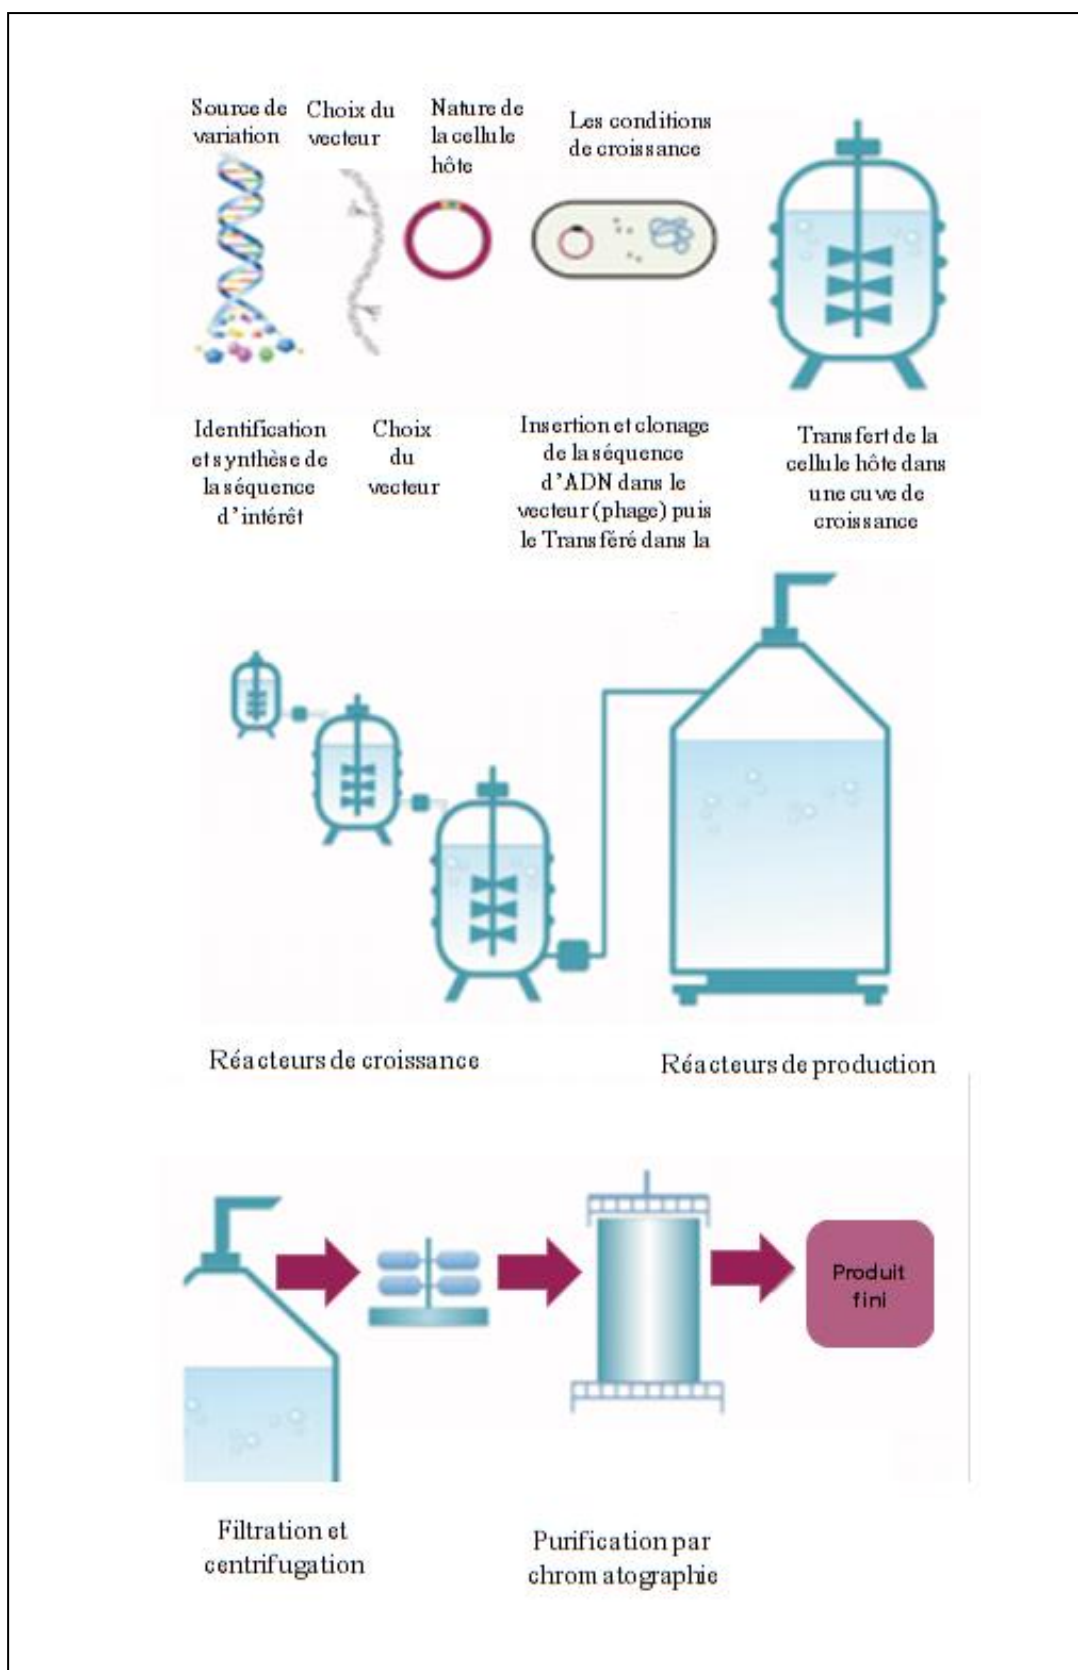 Source de
variation
Choix du
vecteur
Nature de
la cellule
hôte
Les conditions
de croissance
Identification
et synthèse de
la séquence
d'intérêt
Choix
du
vecteur
Insertion et clonage
de la séquence
d'ADN dans le
vecteur (phage) puis
le Transféré dans la
Transfert de la
cellule hôte dans
une cuve de
croissance
Réacteurs de croissance
Réacteurs de production
Produit
fini
Filtration et
centrifugation
Purification par
chromatographie